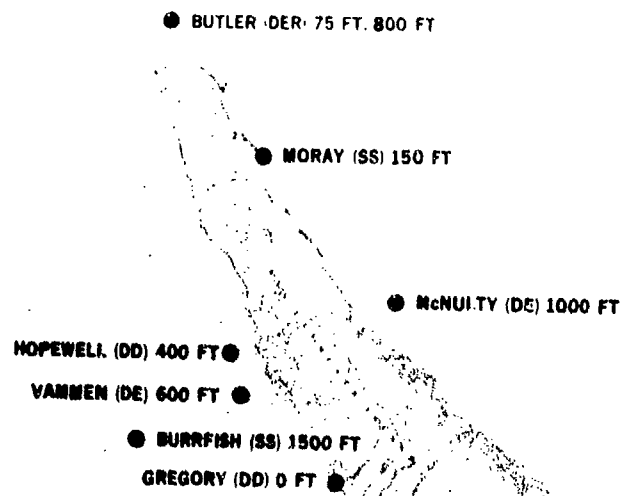 BUTLER (DER) 75 FT. 800 FT
MORAY (SS) 150 FT
McNULTY (DE) 1000 FT
HOPEWELL (DD) 400 FT
VAMMEN (DE) 600 FT
BURRFISH (SS) 1500 FT
GREGORY (DD) 0 FT